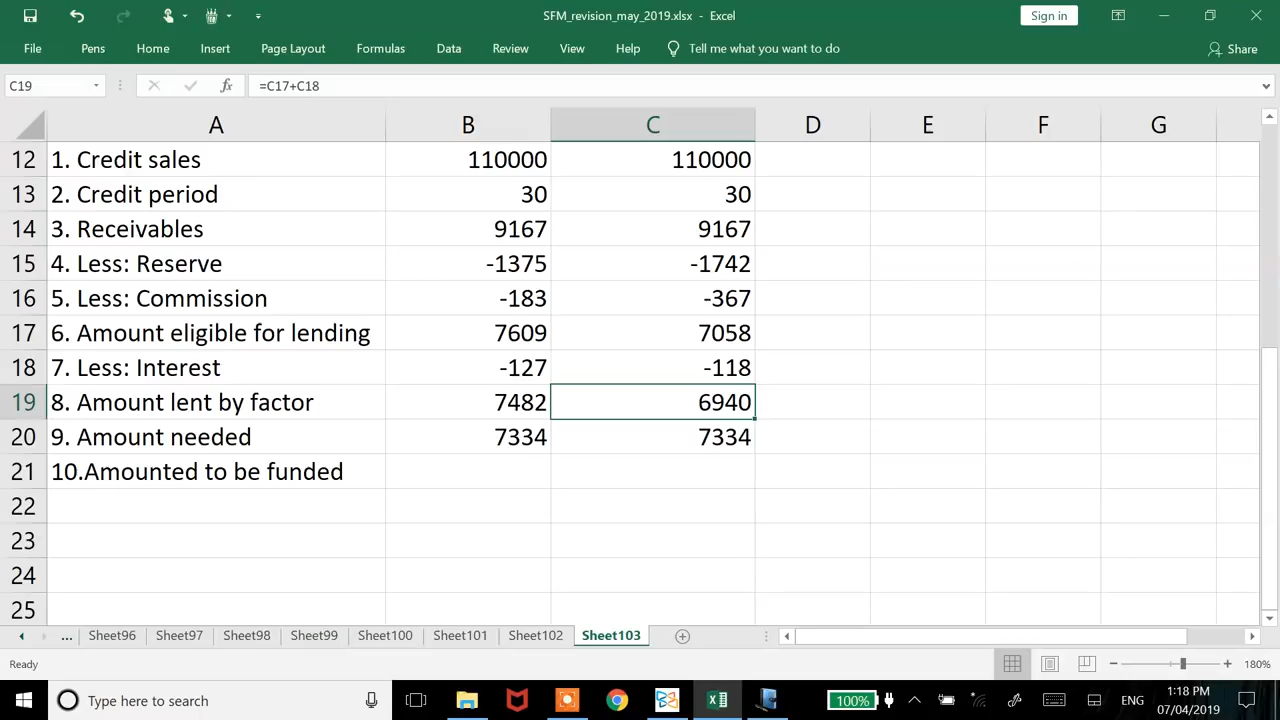 SFM_revision_may_2019.xlsx - Excel
Sign in
File Pens Home Insert Page Layout Formulas Data Review View Help Tell me what you want to do Share
C19 fx =C17+C18
A B C D E F G
12 1. Credit sales 110000 110000
13 2. Credit period 30 30
14 3. Receivables 9167 9167
15 4. Less: Reserve -1375 -1742
16 5. Less: Commission -183 -367
17 6. Amount eligible for lending 7609 7058
18 7. Less: Interest -127 -118
19 8. Amount lent by factor 7482 6940
20 9. Amount needed 7334 7334
21 10.Amounted to be funded
22
23
24
25
... Sheet96 Sheet97 Sheet98 Sheet99 Sheet100 Sheet101 Sheet102 Sheet103
Ready 180%
Type here to search 100% ENG 1:18 PM
07/04/2019